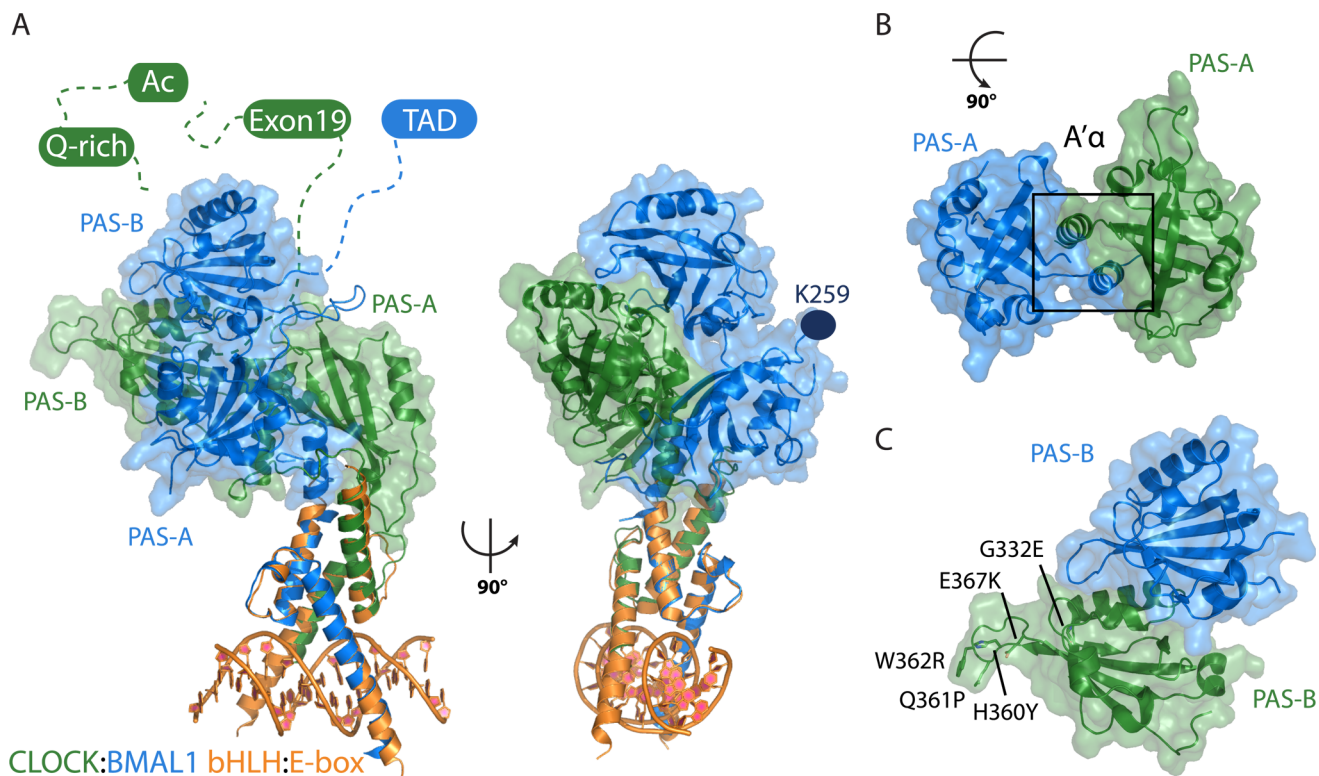 A
Ac
Exon19
TAD
Q-rich
PAS-B
PAS-A
PAS-B
PAS-A
90°
K259
CLOCK:BMAL1 bHLH:E-box
B
90°
PAS-A
A'α
PAS-A
C
PAS-B
G332E
E367K
W362R
Q361P
H360Y
PAS-B